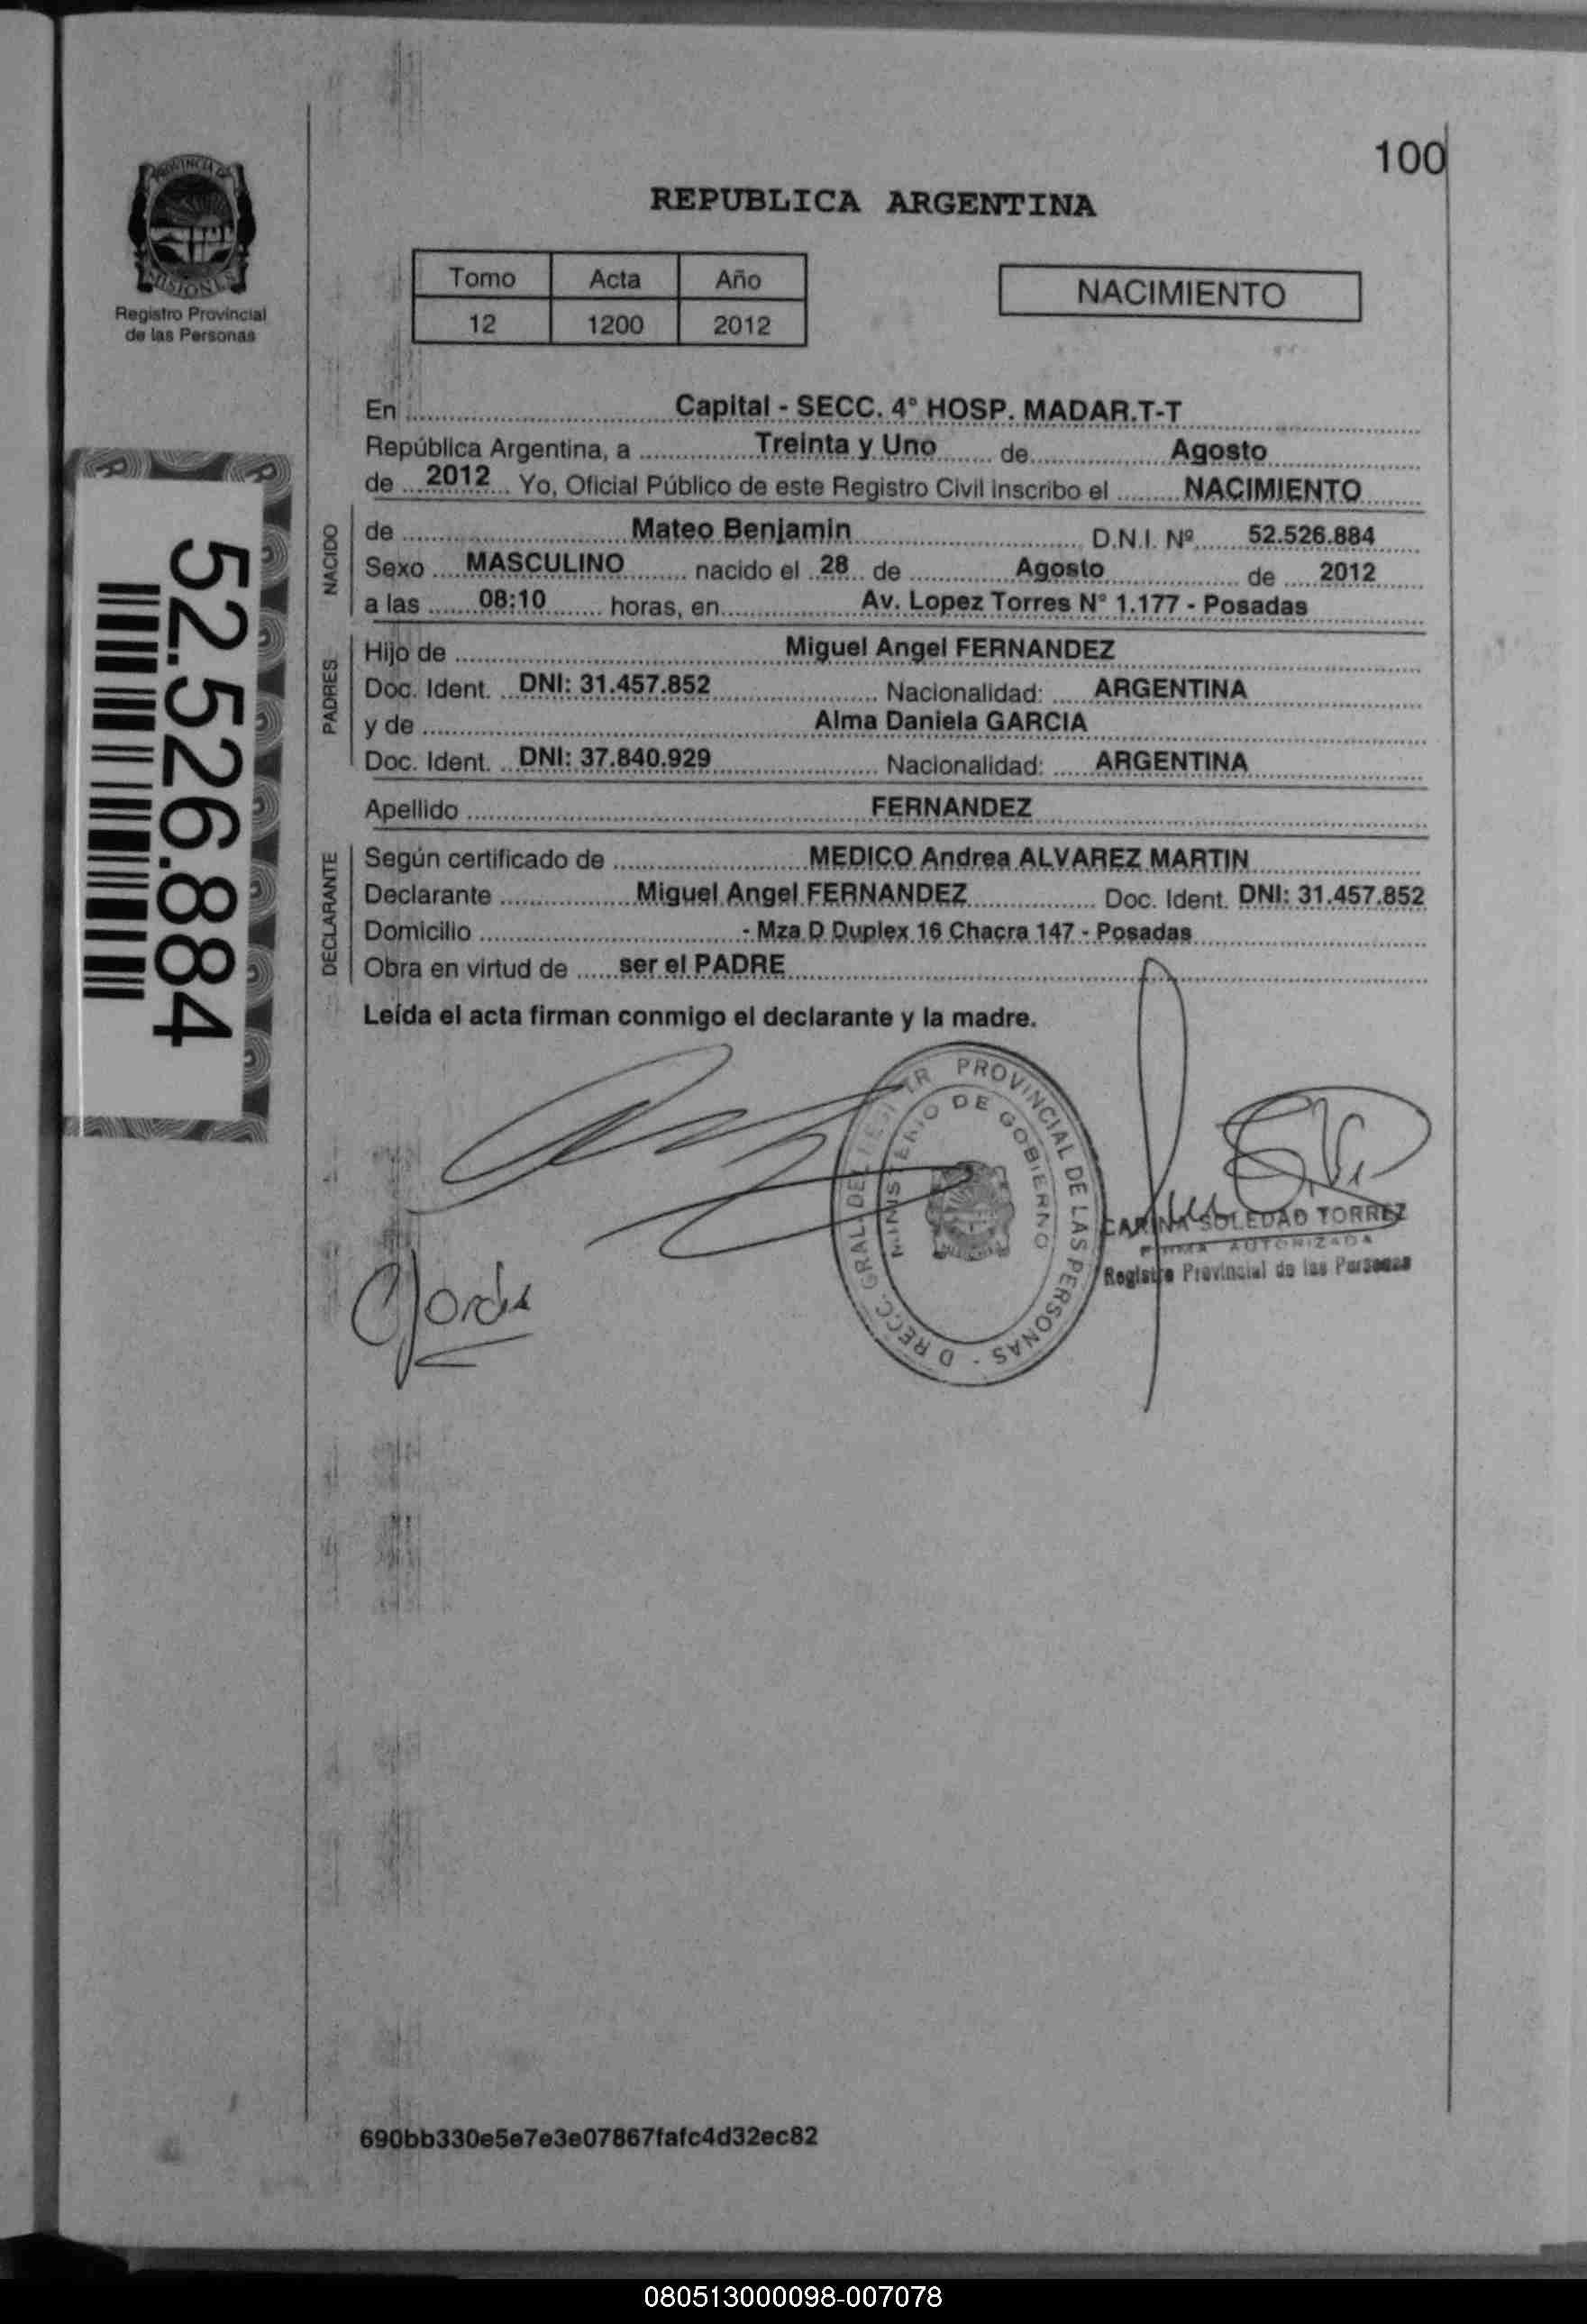 100
PROVINCIA DE
MISIONES
Registro Provincial
de las Personas
REPUBLICA ARGENTINA
Tomo Acta Año
12 1200 2012
NACIMIENTO
En Capital - SECC. 4° HOSP. MADAR.T-T
República Argentina, a Treinta y Uno de Agosto
de 2012 Yo, Oficial Público de este Registro Civil inscribo el NACIMIENTO
NACIDO
de Mateo Benjamin D.N.I. Nº 52.526.884
Sexo MASCULINO nacido el 28 de Agosto de 2012
a las 08:10 horas, en Av. Lopez Torres N° 1.177 - Posadas
PADRES
Hijo de Miguel Angel FERNANDEZ
Doc. Ident. DNI: 31.457.852 Nacionalidad: ARGENTINA
y de Alma Daniela GARCIA
Doc. Ident. DNI: 37.840.929 Nacionalidad: ARGENTINA
Apellido FERNANDEZ
DECLARANTE
Según certificado de MEDICO Andrea ALVAREZ MARTIN
Declarante Miguel Angel FERNANDEZ Doc. Ident. DNI: 31.457.852
Domicilio - Mza D Duplex 16 Chacra 147 - Posadas
Obra en virtud de ser el PADRE
Leída el acta firman conmigo el declarante y la madre.
52.526.884
PROVINCIAL DE LAS PERSONAS - D RECC. GRAL DEL
MINISTERIO DE GOBIERNO
CARINA SOLEDAD TORREZ
FIRMA AUTORIZADA
Registro Provincial de las Personas
690bb330e5e7e3e07867fafc4d32ec82
080513000098-007078